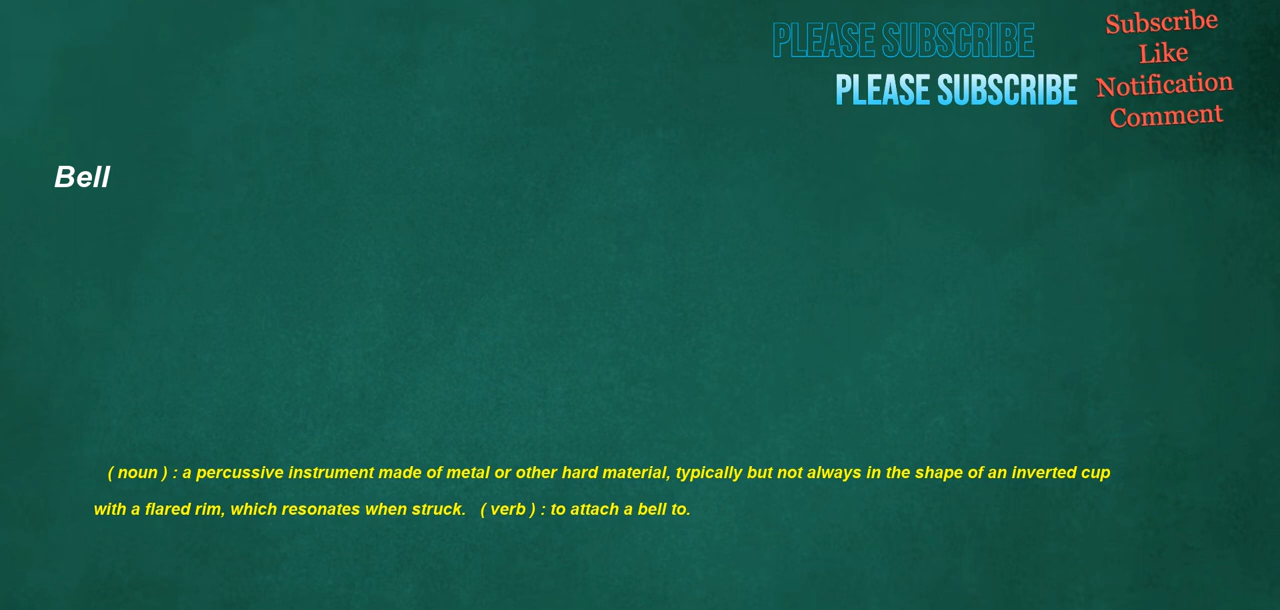 PLEASE SUBSCRIBE
PLEASE SUBSCRIBE
Subscribe
Like
Notification
Comment
Bell
( noun ) : a percussive instrument made of metal or other hard material, typically but not always in the shape of an inverted cup
with a flared rim, which resonates when struck. ( verb ) : to attach a bell to.